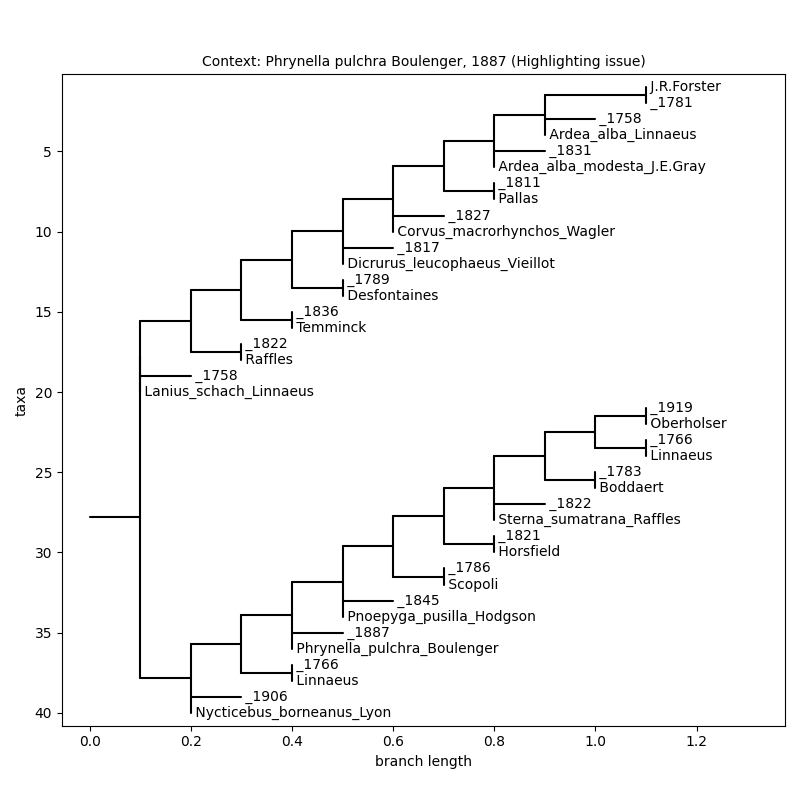 Context: Phrynella pulchra Boulenger, 1887 (Highlighting issue)
J.R.Forster
_1781
_1758
Ardea_alba_Linnaeus
_1831
Ardea_alba_modesta_J.E.Gray
_1811
Pallas
_1827
Corvus_macrorhynchos_Wagler
_1817
Dicrurus_leucophaeus_Vieillot
_1789
Desfontaines
_1836
Temminck
_1822
Raffles
_1758
Lanius_schach_Linnaeus
_1919
Oberholser
_1766
Linnaeus
_1783
Boddaert
_1822
Sterna_sumatrana_Raffles
_1821
Horsfield
_1786
Scopoli
_1845
Pnoepyga_pusilla_Hodgson
_1887
Phrynella_pulchra_Boulenger
_1766
Linnaeus
_1906
Nycticebus_borneanus_Lyon
5
10
15
20
25
30
35
40
taxa
0.0 0.2 0.4 0.6 0.8 1.0 1.2
branch length